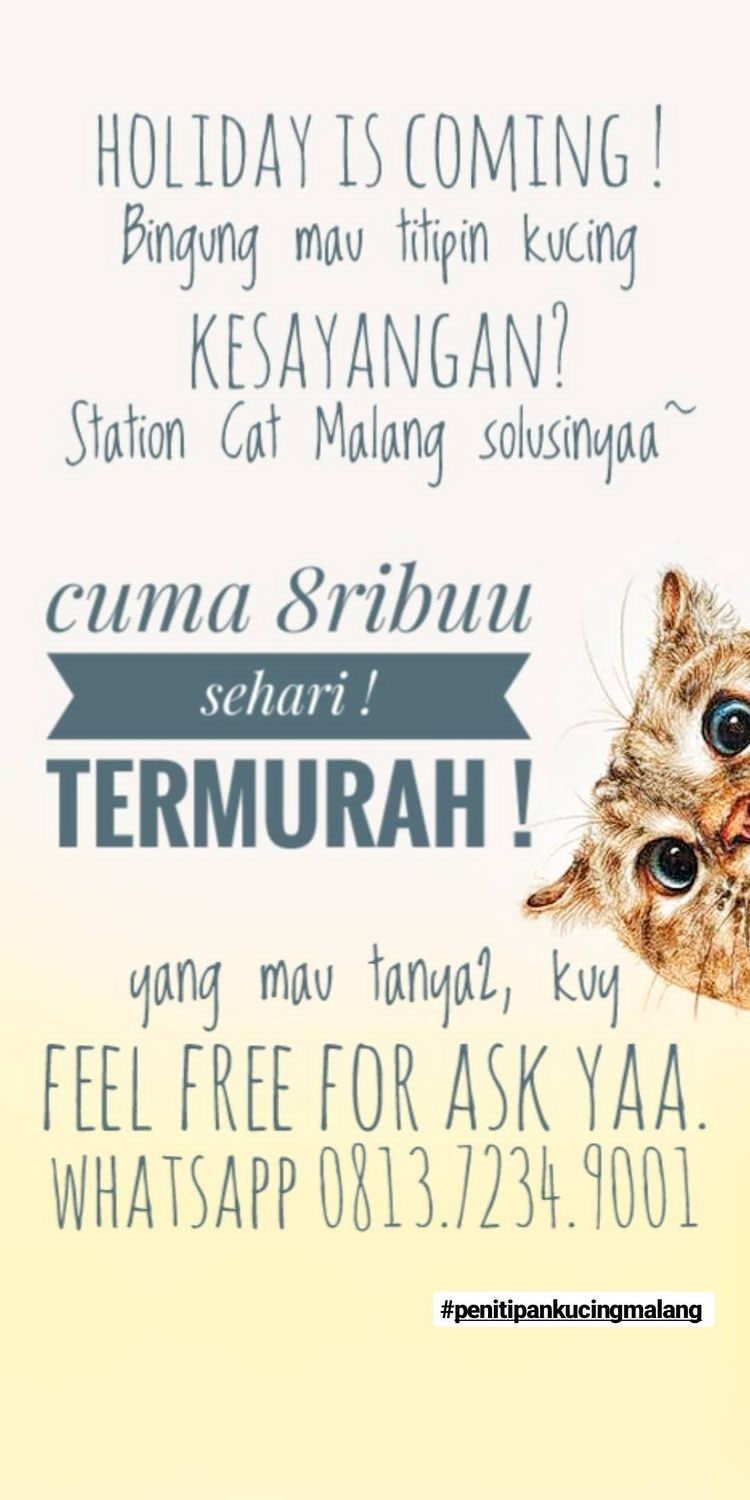 HOLIDAY IS COMING !
Bingung mau titipin kucing
KESAYANGAN?
Station Cat Malang solusinyaa~
cuma 8ribuu
sehari !
TERMURAH !
yang mau tanya2, kuy
FEEL FREE FOR ASK YAA.
WHATSAPP 0813.7234.9001
#penitipankucingmalang